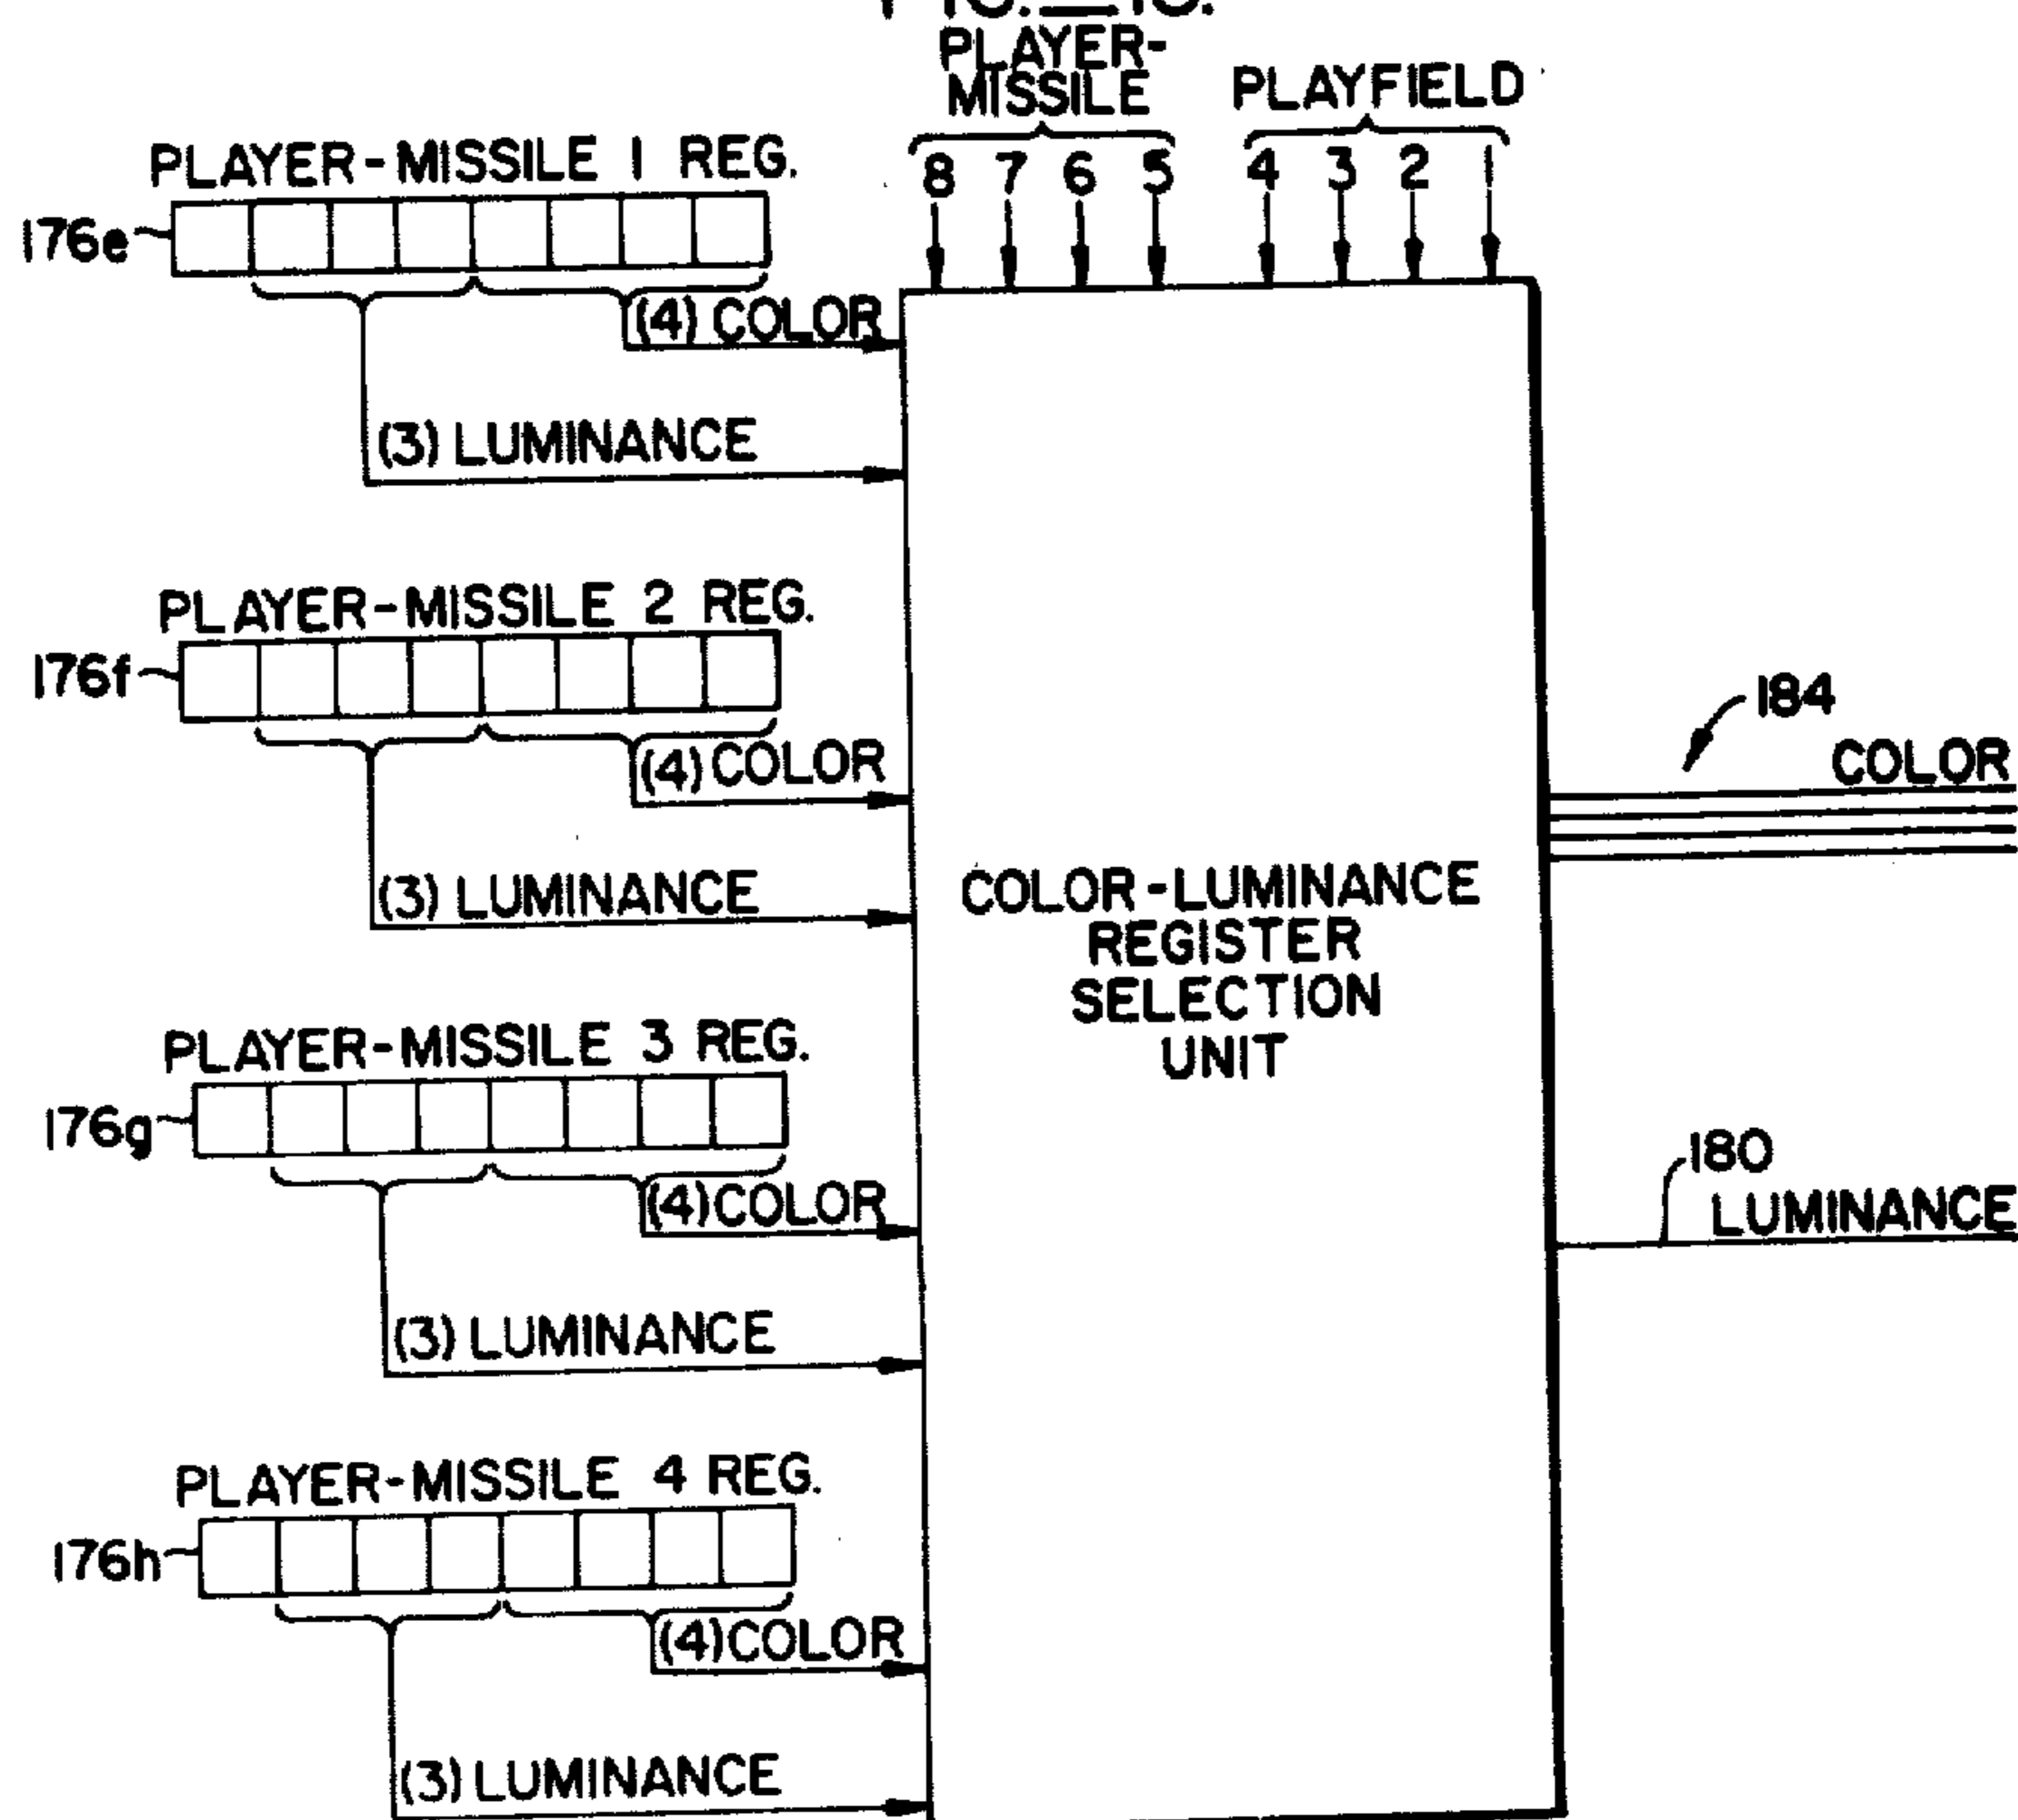 PLAYER-
MISSILE
PLAYFIELD
8 7 6 5 4 3 2 1
PLAYER-MISSILE 1 REG.
176e
(4) COLOR
(3) LUMINANCE
PLAYER-MISSILE 2 REG.
176f
(4) COLOR
(3) LUMINANCE
184
COLOR
COLOR-LUMINANCE
REGISTER
SELECTION
UNIT
PLAYER-MISSILE 3 REG.
176g
(4) COLOR
(3) LUMINANCE
180
LUMINANCE
PLAYER-MISSILE 4 REG.
176h
(4) COLOR
(3) LUMINANCE